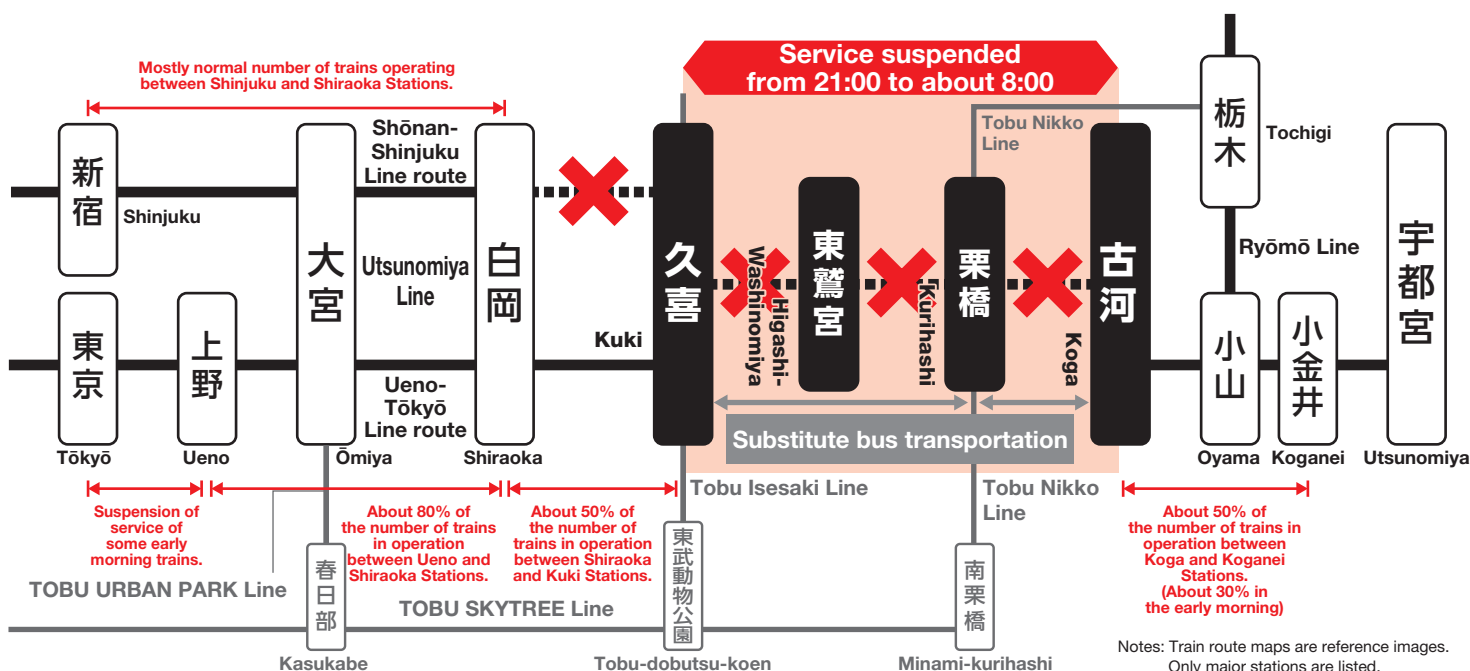 Service suspended
from 21:00 to about 8:00
Mostly normal number of trains operating
between Shinjuku and Shiraoka Stations.
新宿
Shinjuku
東京
Tōkyō
上野
Ueno
大宮
Ōmiya
Shōnan-
Shinjuku
Line route
Utsunomiya
Line
Ueno-
Tōkyō
Line route
白岡
Shiraoka
Kuki
久喜
Higashi-
Washinomiya
東鷲宮
Kurihashi
栗橋
Koga
古河
Tobu Nikko
Line
栃木
Tochigi
Ryōmō Line
小山
Oyama
小金井
Koganei
宇都宮
Utsunomiya
Substitute bus transportation
Suspension of
service of
some early
morning trains.
About 80% of
the number of trains
in operation
between Ueno and
Shiraoka Stations.
About 50% of
the number of
trains in operation
between Shiraoka
and Kuki Stations.
Tobu Isesaki Line
Tobu Nikko
Line
About 50% of
the number of trains in
operation between
Koga and Koganei
Stations.
(About 30% in
the early morning)
TOBU URBAN PARK Line
春日部
Kasukabe
TOBU SKYTREE Line
東武動物公園
Tobu-dobutsu-koen
南栗橋
Minami-kurihashi
Notes: Train route maps are reference images.
Only major stations are listed.